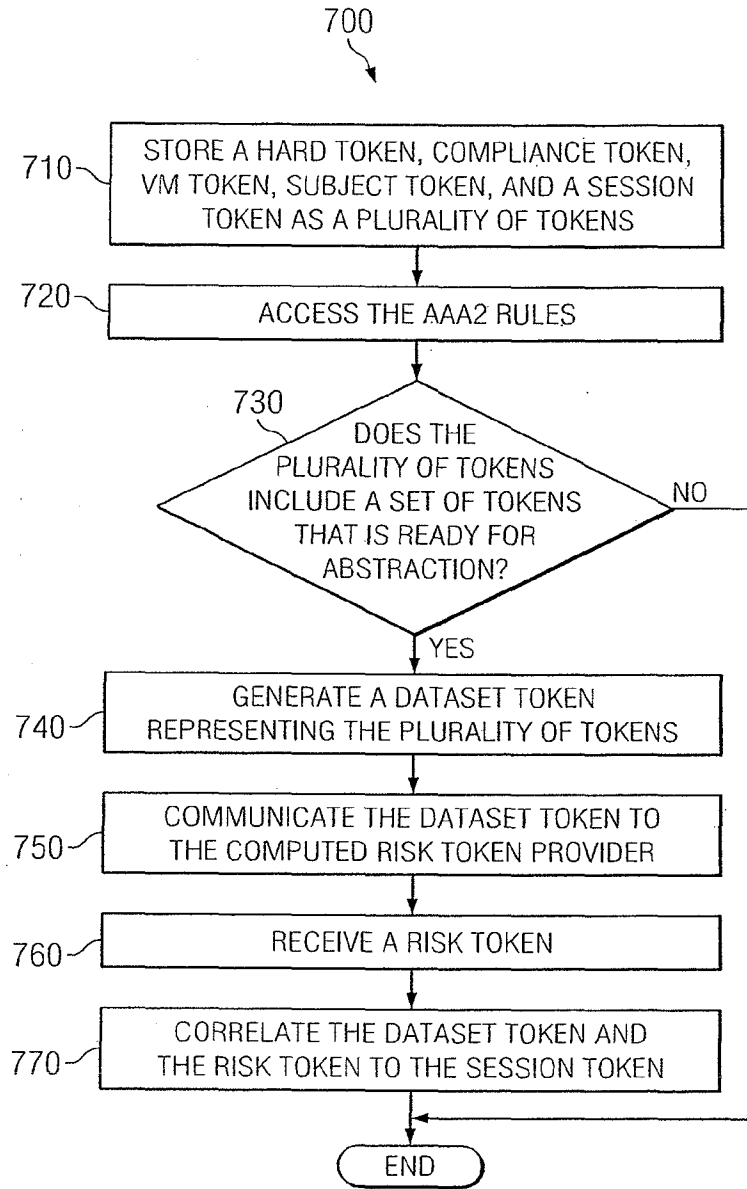 700
710
STORE A HARD TOKEN, COMPLIANCE TOKEN,
VM TOKEN, SUBJECT TOKEN, AND A SESSION
TOKEN AS A PLURALITY OF TOKENS
720
ACCESS THE AAA2 RULES
730
DOES THE
PLURALITY OF TOKENS
INCLUDE A SET OF TOKENS
THAT IS READY FOR
ABSTRACTION?
NO
YES
740
GENERATE A DATASET TOKEN
REPRESENTING THE PLURALITY OF TOKENS
750
COMMUNICATE THE DATASET TOKEN TO
THE COMPUTED RISK TOKEN PROVIDER
760
RECEIVE A RISK TOKEN
770
CORRELATE THE DATASET TOKEN AND
THE RISK TOKEN TO THE SESSION TOKEN
END